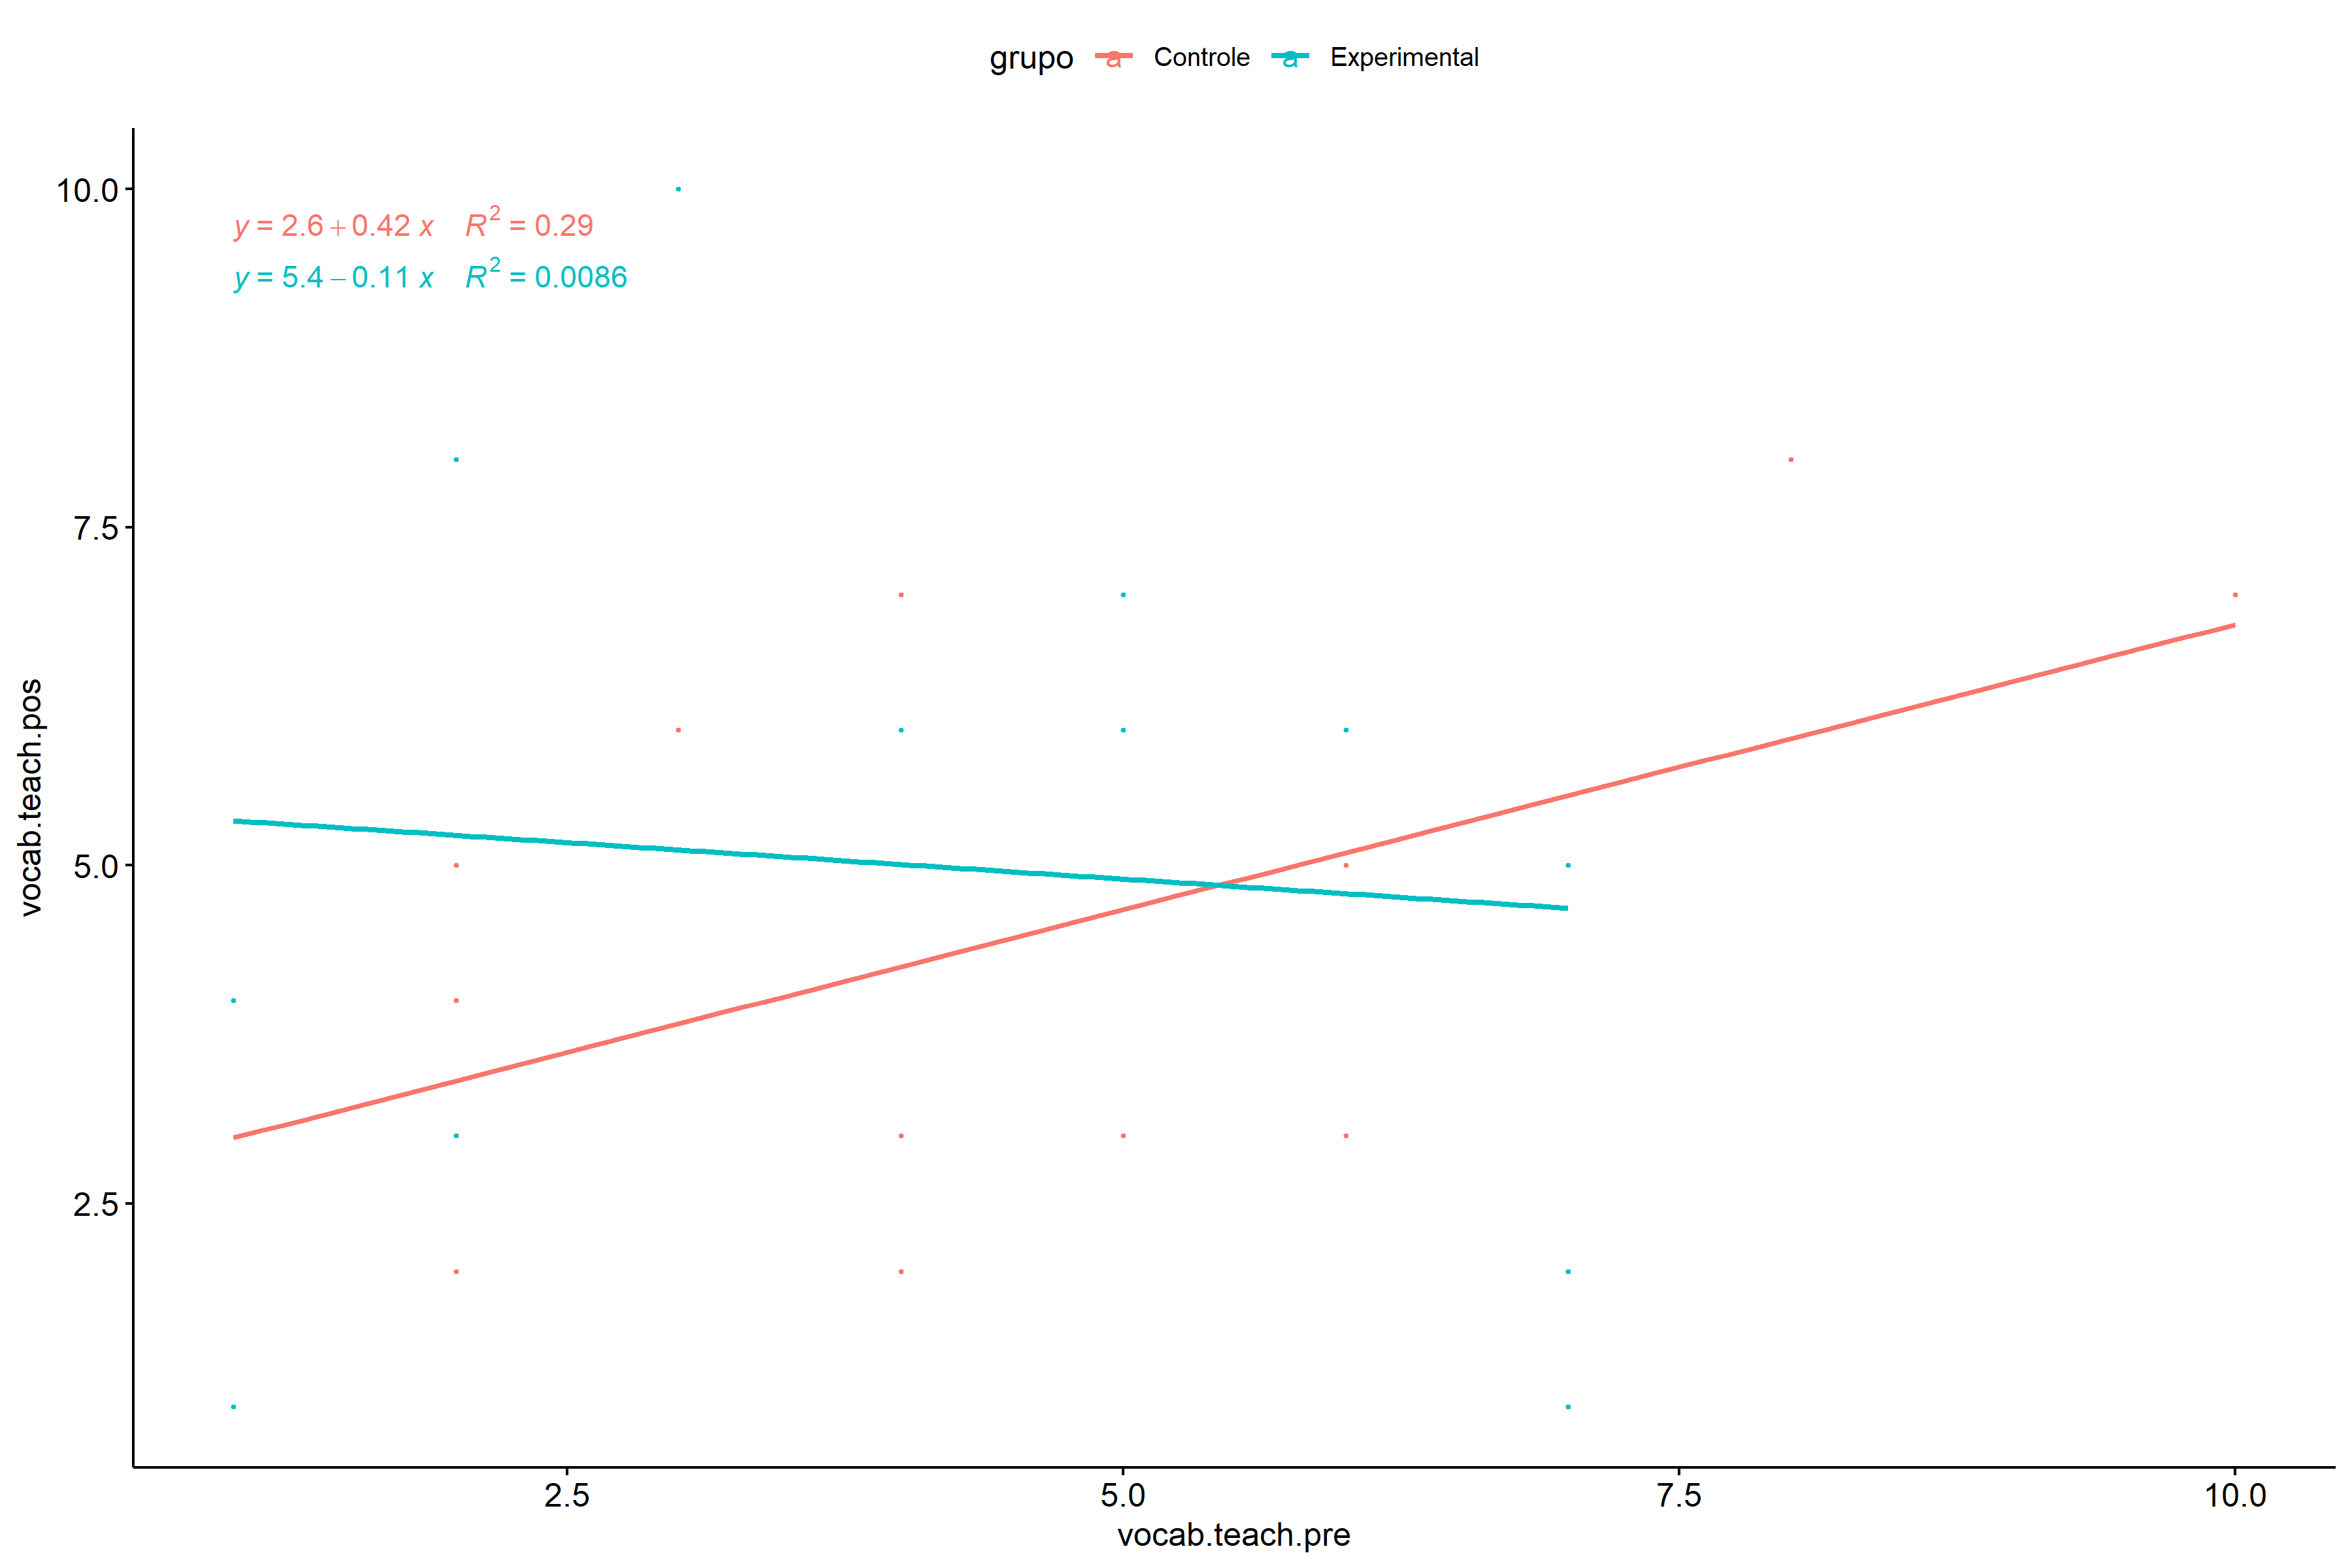 grupo a Controle a Experimental
10.0
y = 2.6 + 0.42 x R² = 0.29
y = 5.4 − 0.11 x R² = 0.0086
7.5
5.0
2.5
vocab.teach.pos
2.5 5.0 7.5 10.0
vocab.teach.pre